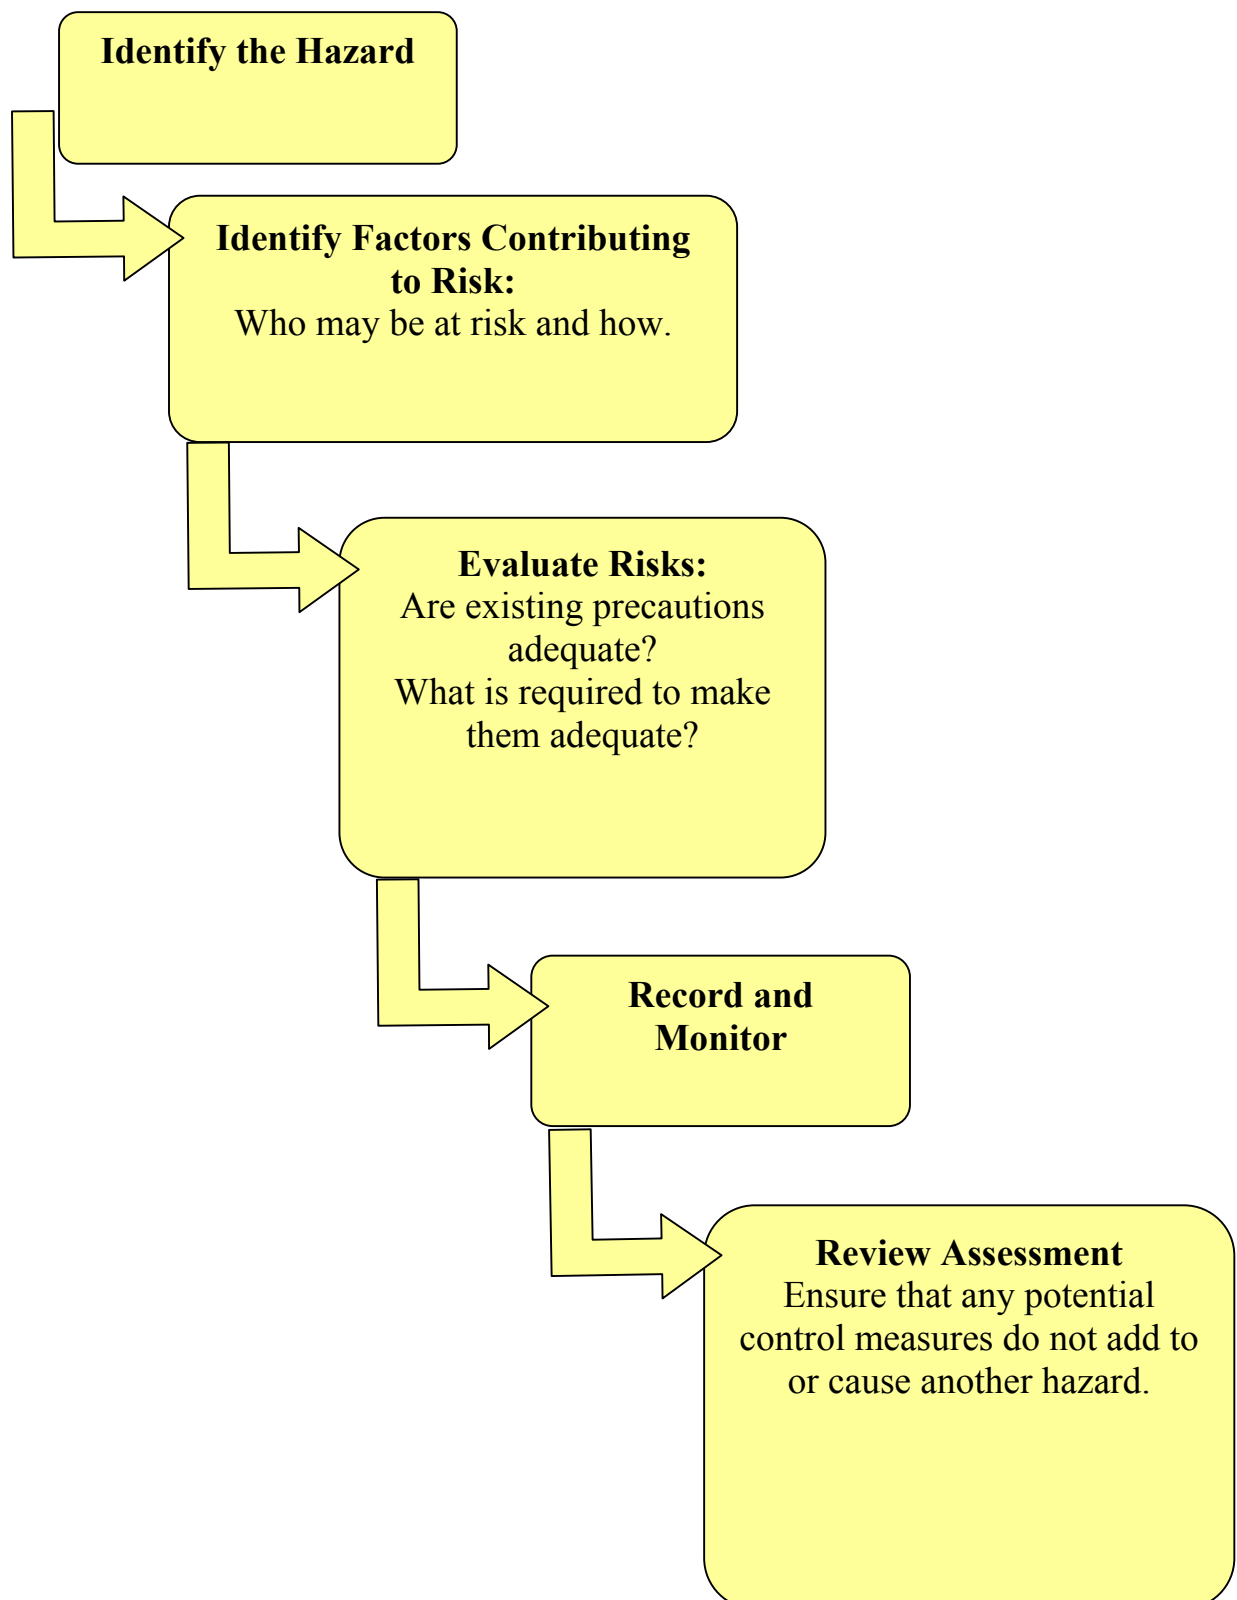 Identify the Hazard
Identify Factors Contributing
to Risk:
Who may be at risk and how.
Evaluate Risks:
Are existing precautions
adequate?
What is required to make
them adequate?
Record and
Monitor
Review Assessment
Ensure that any potential
control measures do not add to
or cause another hazard.